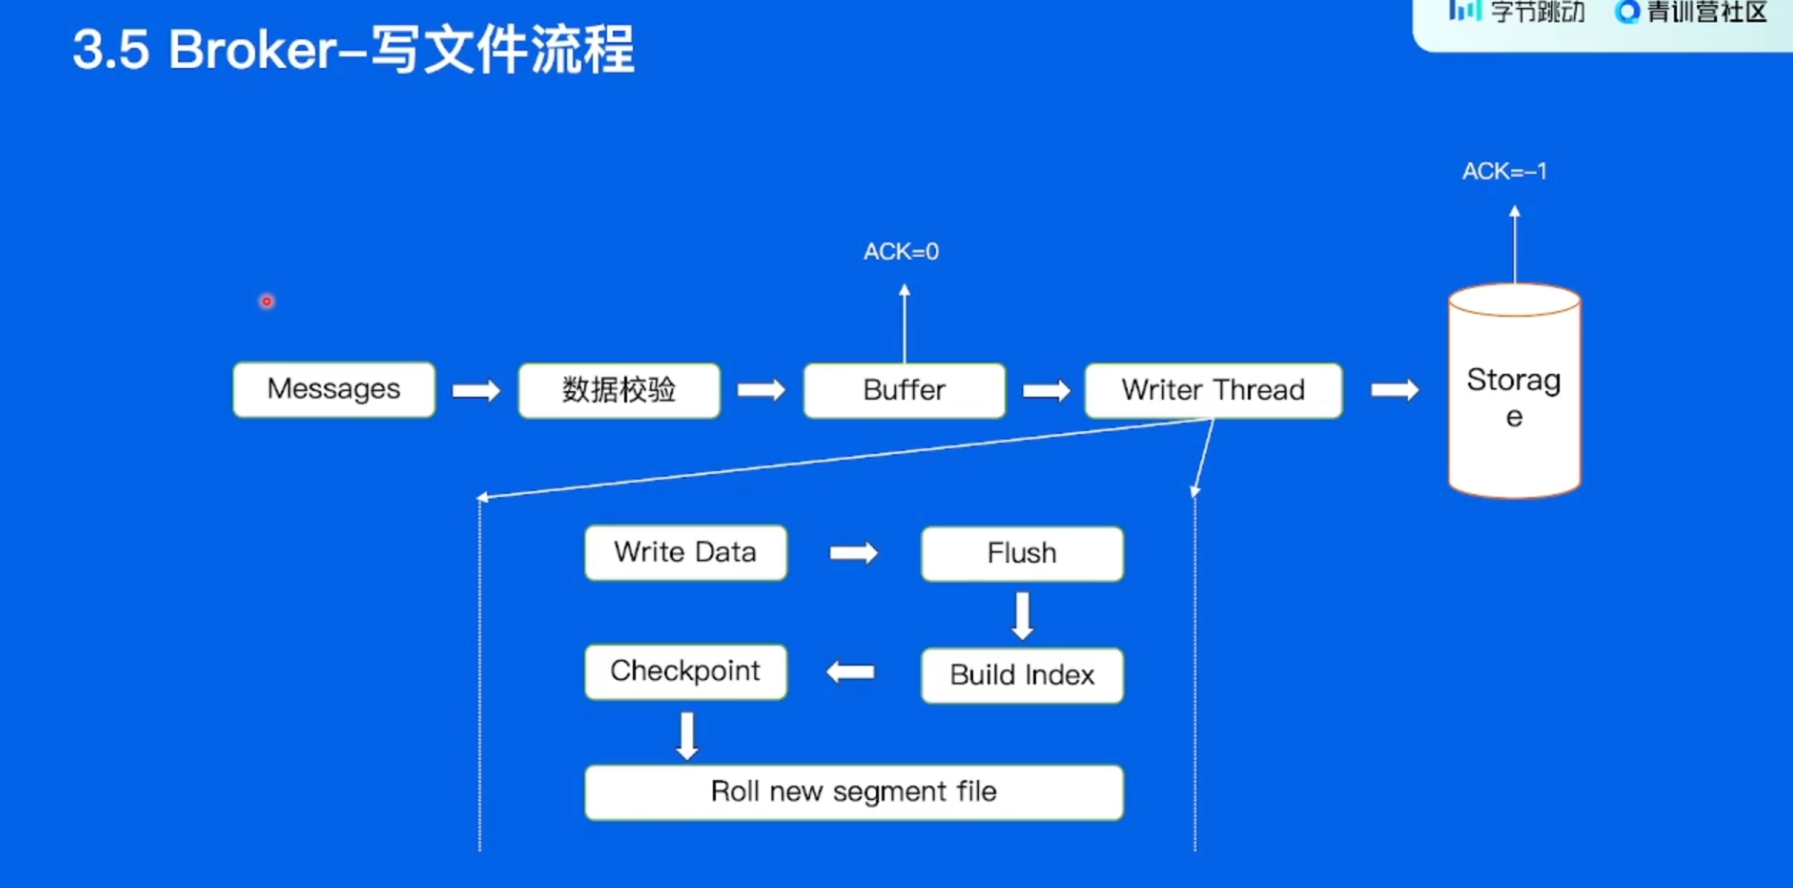 3.5 Broker-写文件流程
字节跳动
青训营社区
ACK=-1
ACK=0
Messages
数据校验
Buffer
Writer Thread
Storag
e
Write Data
Flush
Checkpoint
Build Index
Roll new segment file